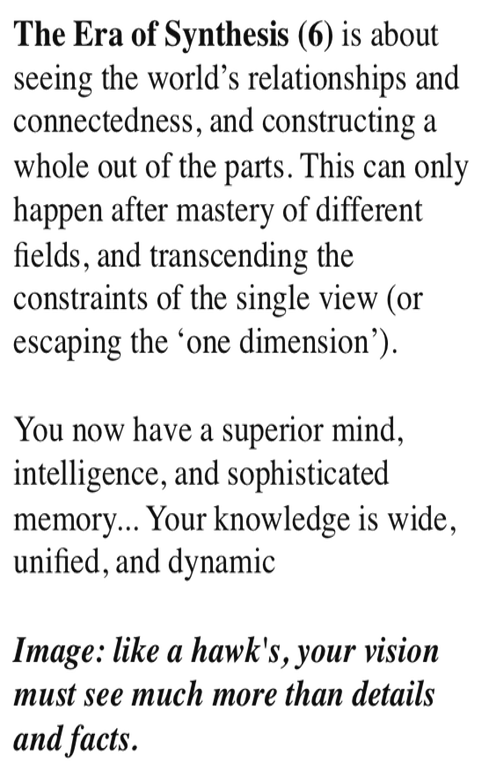 The Era of Synthesis (6) is about
seeing the world’s relationships and
connectedness, and constructing a
whole out of the parts. This can only
happen after mastery of different
fields, and transcending the
constraints of the single view (or
escaping the ‘one dimension’).
You now have a superior mind,
intelligence, and sophisticated
memory... Your knowledge is wide,
unified, and dynamic
Image: like a hawk's, your vision
must see much more than details
and facts.